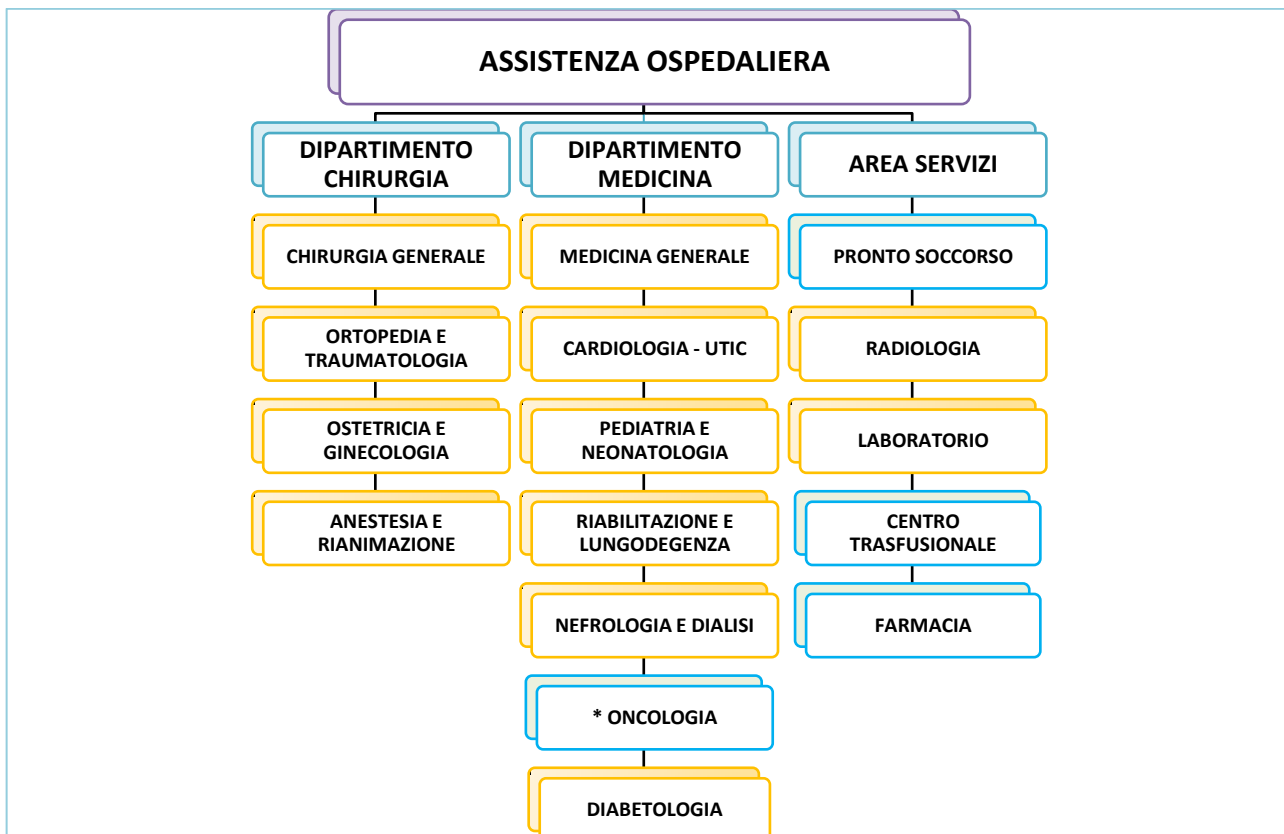 ASSISTENZA OSPEDALIERA
DIPARTIMENTO
CHIRURGIA
CHIRURGIA GENERALE
ORTOPEDIA E
TRAUMATOLOGIA
OSTETRICIA E
GINECOLOGIA
ANESTESIA E
RIANIMAZIONE
DIPARTIMENTO
MEDICINA
MEDICINA GENERALE
CARDIOLOGIA - UTIC
PEDIATRIA E
NEONATOLOGIA
RIABILITAZIONE E
LUNGODEGENZA
NEFROLOGIA E DIALISI
* ONCOLOGIA
DIABETOLOGIA
AREA SERVIZI
PRONTO SOCCORSO
RADIOLOGIA
LABORATORIO
CENTRO
TRASFUSIONALE
FARMACIA